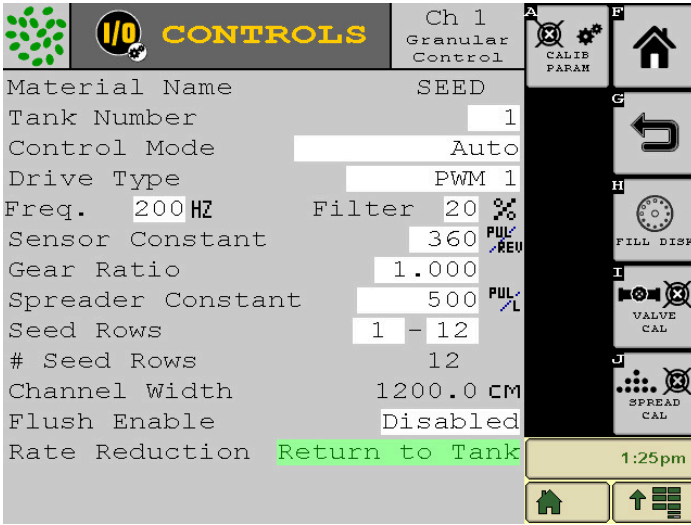 I/O CONTROLS
Ch 1
Granular
Control
Material Name SEED
Tank Number 1
Control Mode Auto
Drive Type PWM 1
Freq. 200 HZ Filter 20 %
Sensor Constant 360 PUL/REV
Gear Ratio 1.000
Spreader Constant 500 PUL/L
Seed Rows 1 - 12
# Seed Rows 12
Channel Width 1200.0 CM
Flush Enable Disabled
Rate Reduction Return to Tank
A
CALIB
PARAM
F
G
H
FILL DISK
I
VALVE
CAL
J
SPREAD
CAL
1:25pm